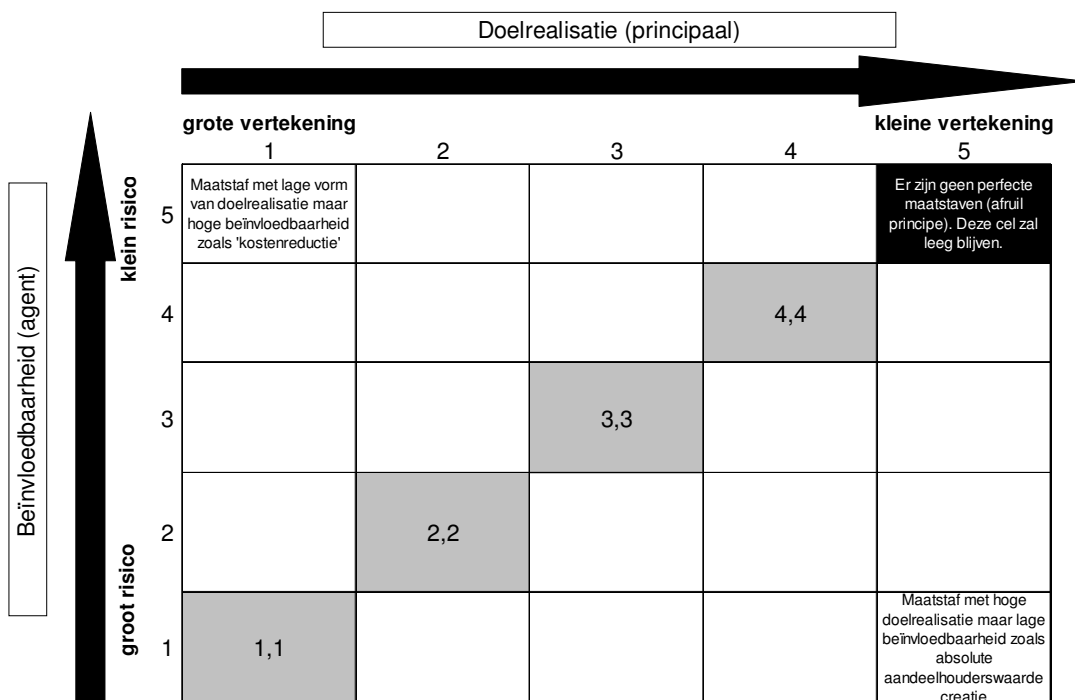 Doelrealisatie (principaal)
grote vertekening
kleine vertekening
1 2 3 4 5
Beïnvloedbaarheid (agent)
klein risico
groot risico
5
Maatstaf met lage vorm
van doelrealisatie maar
hoge beïnvloedbaarheid
zoals 'kostenreductie'
Er zijn geen perfecte
maatstaven (afruil
principe). Deze cel zal
leeg blijven.
4
4,4
3
3,3
2
2,2
1
1,1
Maatstaf met hoge
doelrealisatie maar lage
beïnvloedbaarheid zoals
absolute
aandeelhouderswaarde
creatie